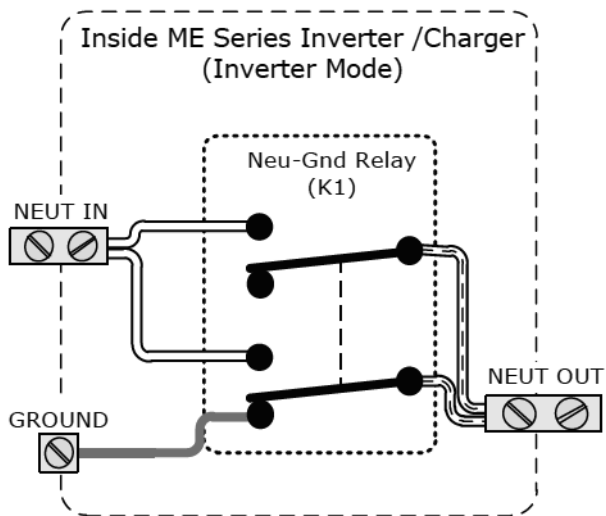 Inside ME Series Inverter /Charger
(Inverter Mode)
Neu-Gnd Relay
(K1)
NEUT IN
NEUT OUT
GROUND